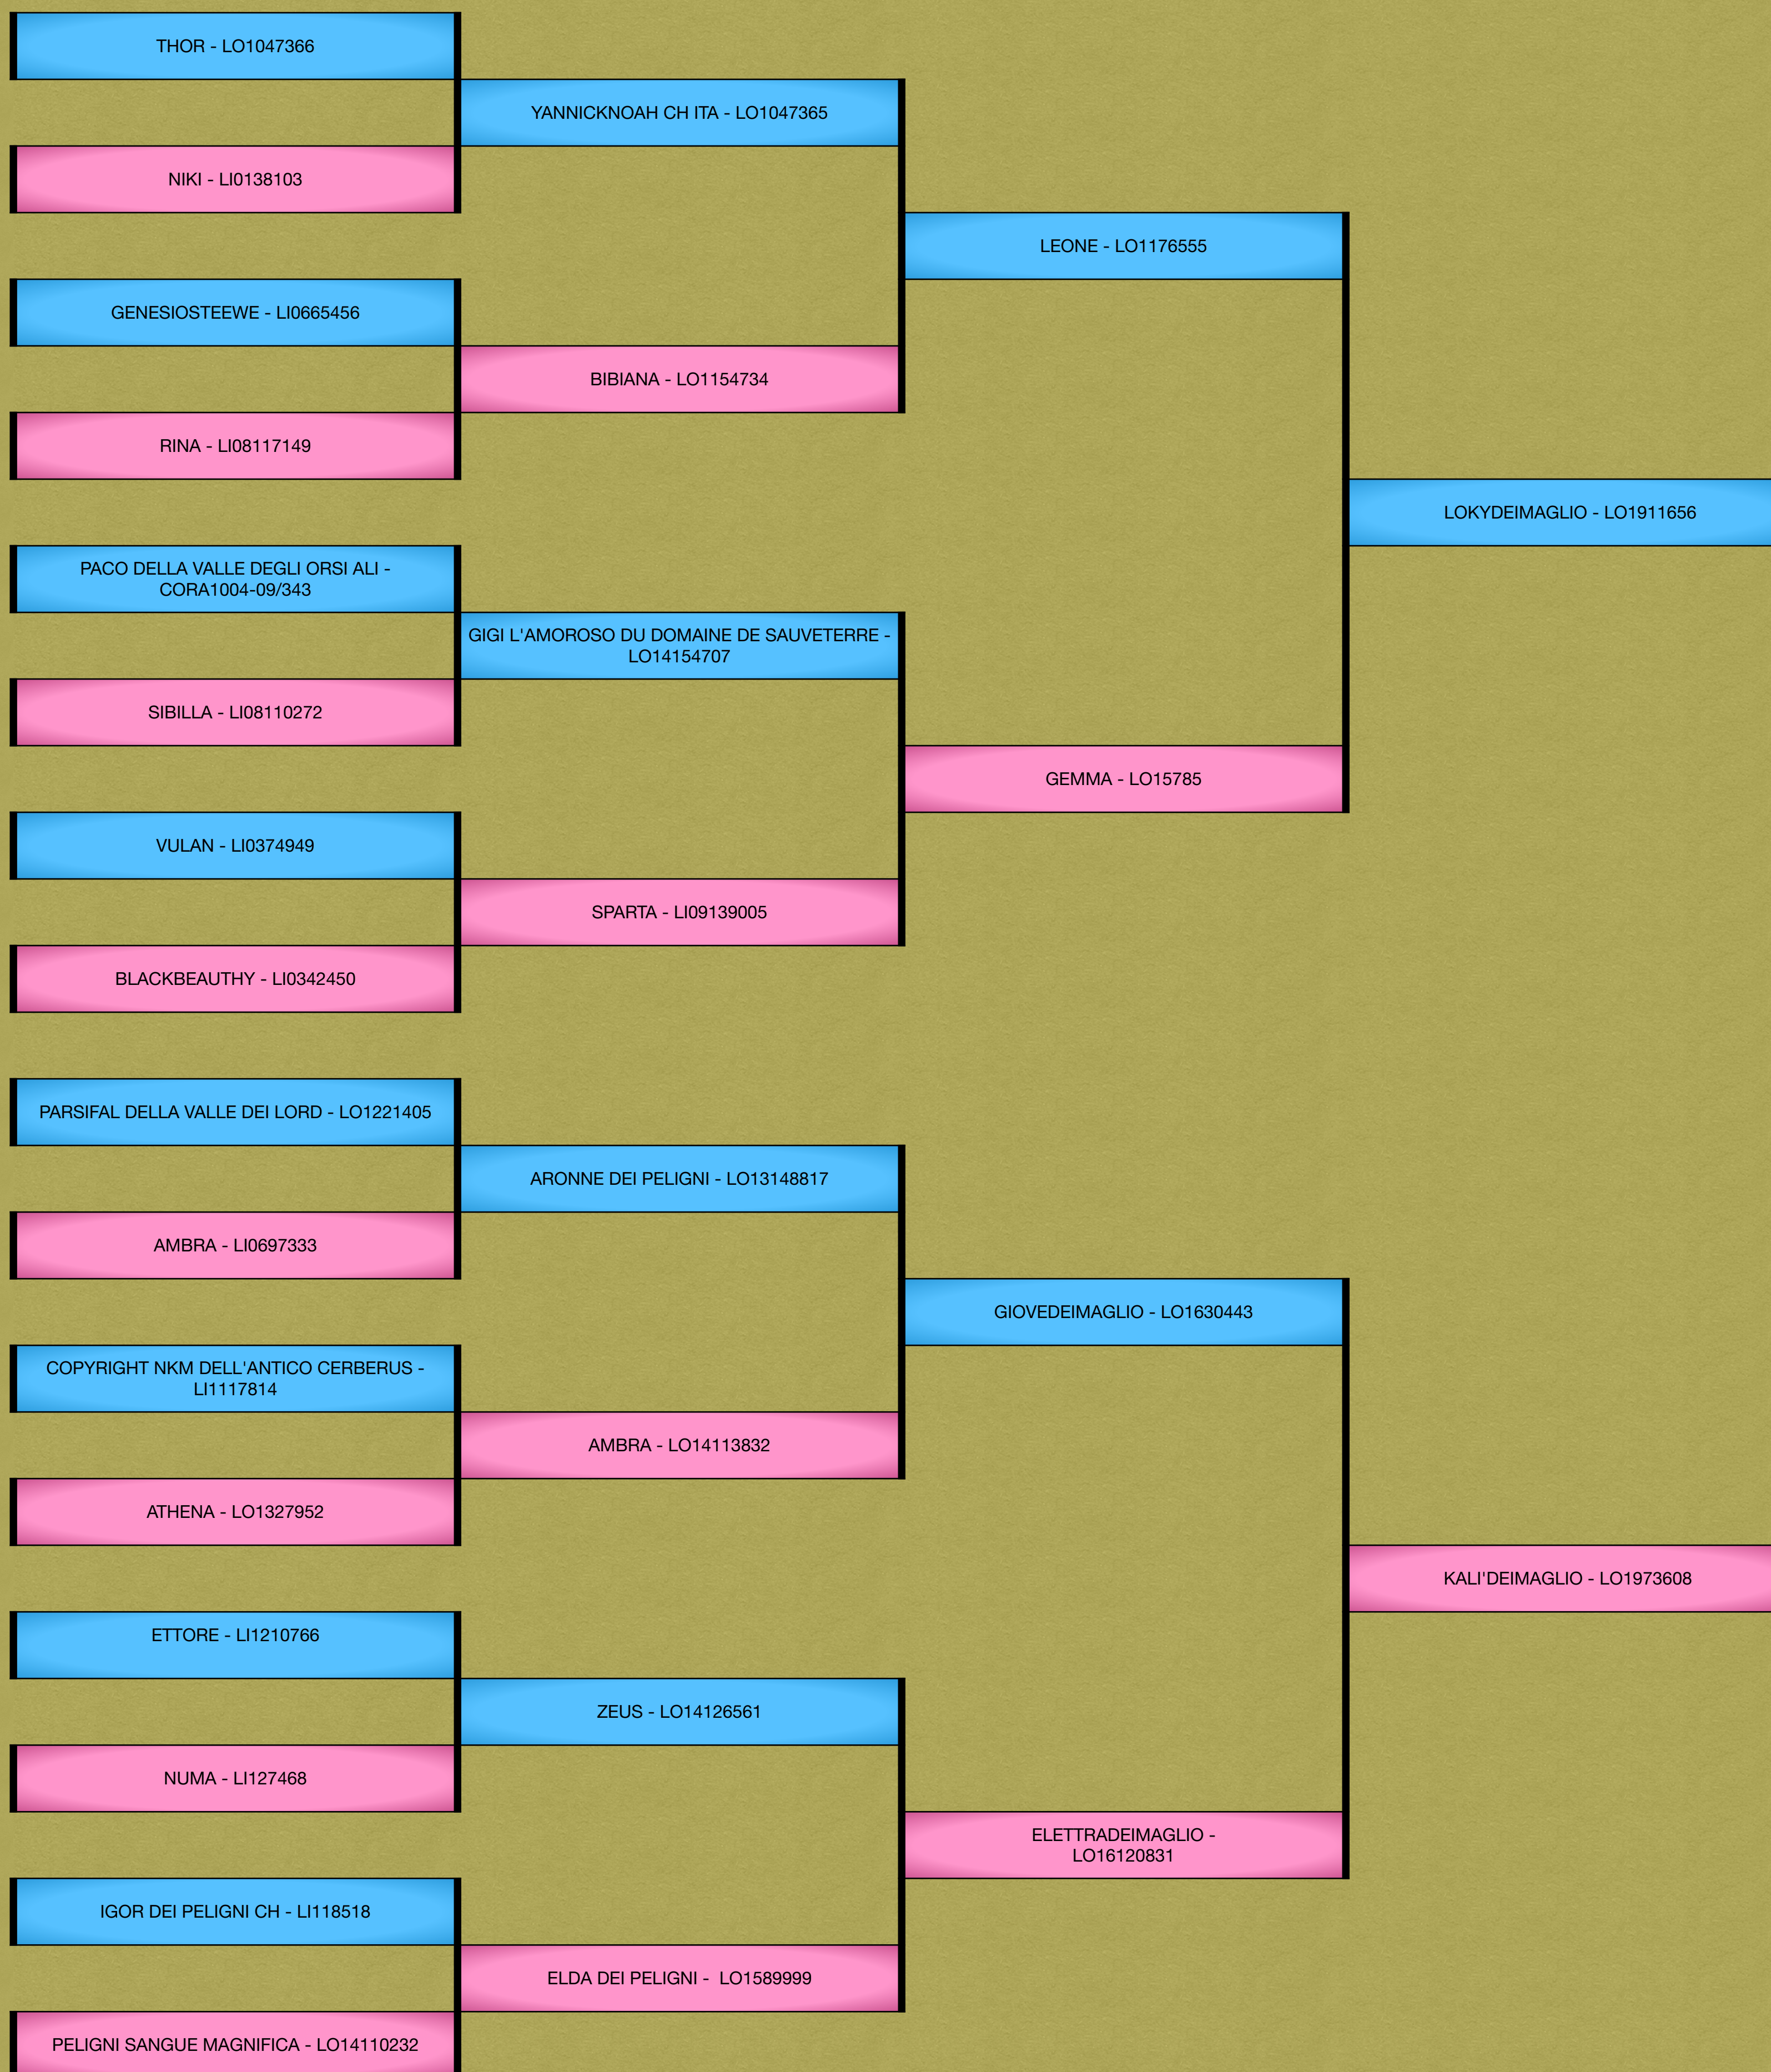 THOR - LO1047366
YANNICKNOAH CH ITA - LO1047365
NIKI - LI0138103
LEONE - LO1176555
GENESIOSTEEWE - LI0665456
BIBIANA - LO1154734
RINA - LI08117149
LOKYDEIMAGLIO - LO1911656
PACO DELLA VALLE DEGLI ORSI ALI -
CORA1004-09/343
GIGI L'AMOROSO DU DOMAINE DE SAUVETERRE -
LO14154707
SIBILLA - LI08110272
GEMMA - LO15785
VULAN - LI0374949
SPARTA - LI09139005
BLACKBEAUTHY - LI0342450
PARSIFAL DELLA VALLE DEI LORD - LO1221405
ARONNE DEI PELIGNI - LO13148817
AMBRA - LI0697333
GIOVEDEIMAGLIO - LO1630443
COPYRIGHT NKM DELL'ANTICO CERBERUS -
LI1117814
AMBRA - LO14113832
ATHENA - LO1327952
KALI'DEIMAGLIO - LO1973608
ETTORE - LI1210766
ZEUS - LO14126561
NUMA - LI127468
ELETTRADEIMAGLIO -
LO16120831
IGOR DEI PELIGNI CH - LI118518
ELDA DEI PELIGNI -  LO1589999
PELIGNI SANGUE MAGNIFICA - LO14110232